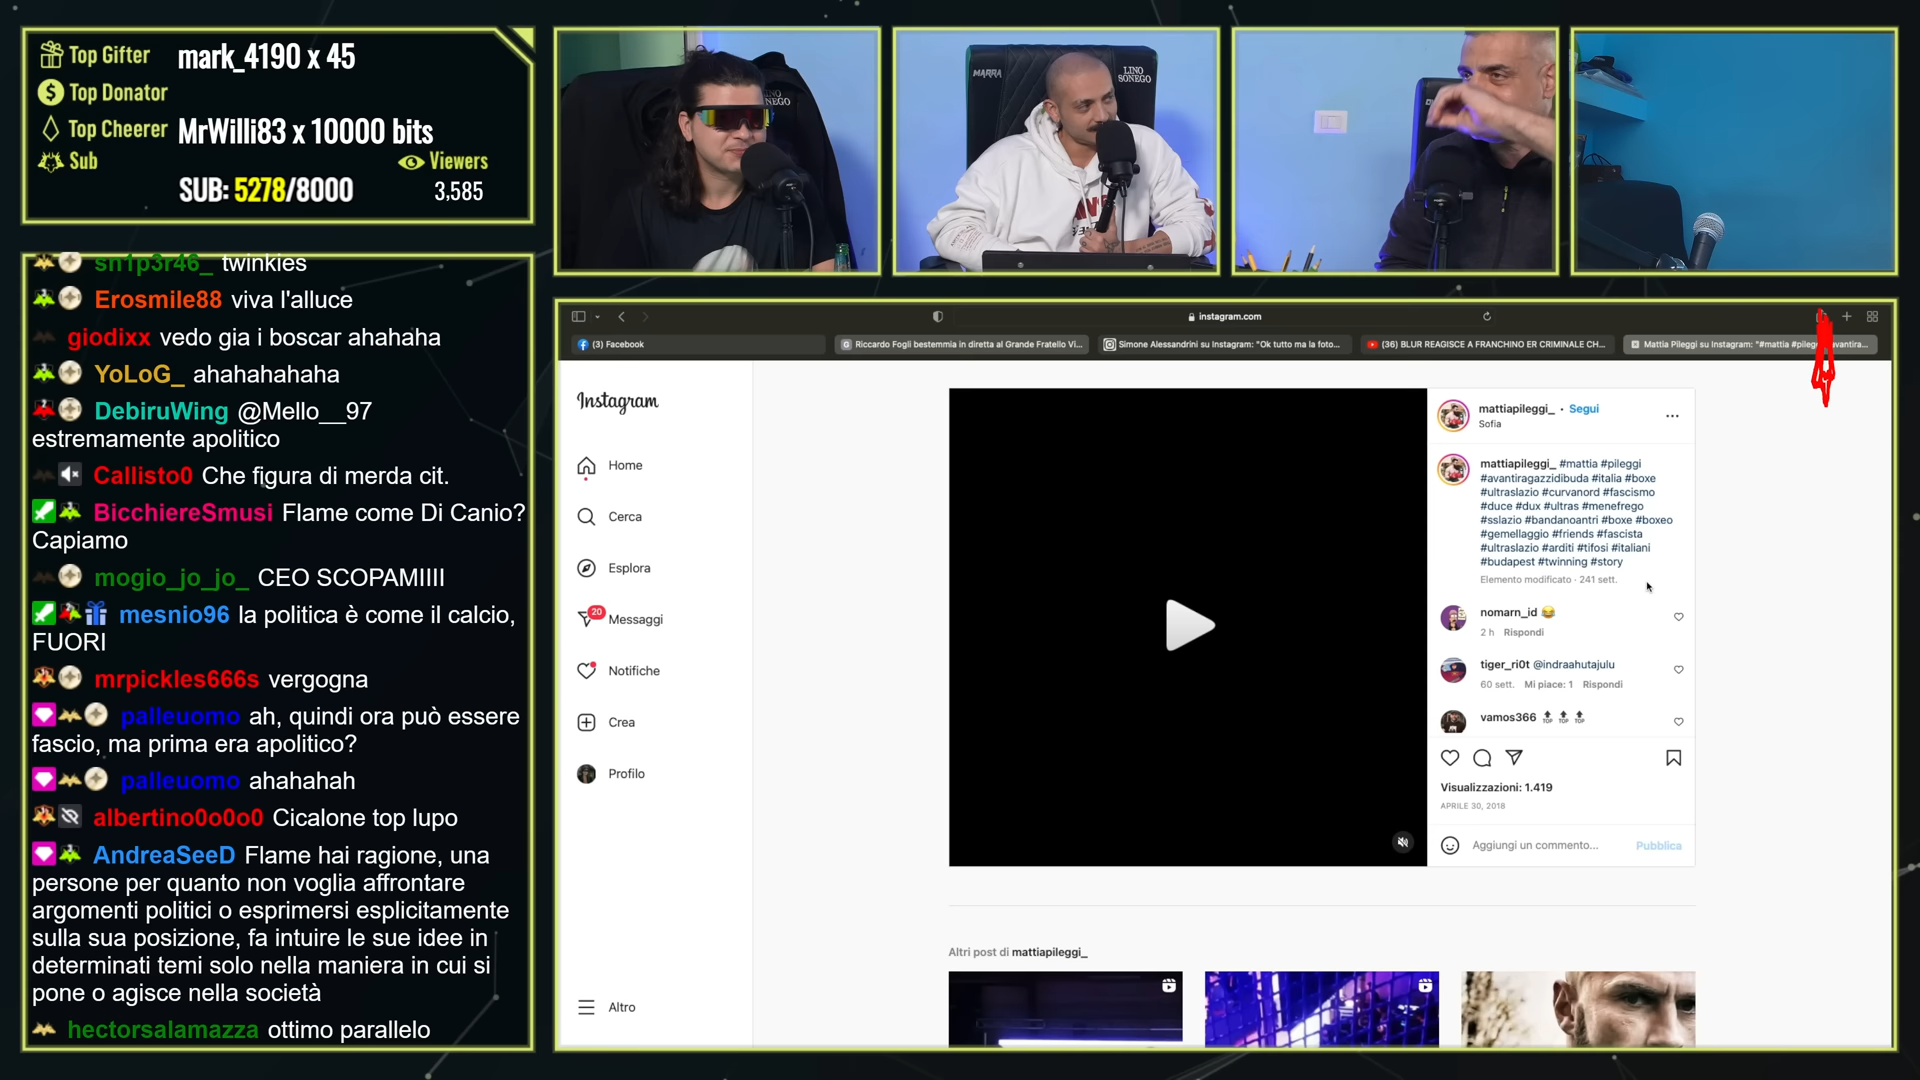 Top Gifter mark_4190 x 45
Top Donator
Top Cheerer MrWilli83 x 10000 bits
Sub
Viewers
SUB: 5278/8000
3,585
sn1p3r46_ twinkies
Erosmile88 viva l'alluce
giodixx vedo gia i boscar ahahaha
YoLoG_ ahahahahaha
DebiruWing @Mello__97
estremamente apolitico
Callisto0 Che figura di merda cit.
BicchiereSmusi Flame come Di Canio?
Capiamo
mogio_jo_jo_ CEO SCOPAMIIII
mesnio96 la politica è come il calcio,
FUORI
mrpickles666s vergogna
palleuomo ah, quindi ora può essere
fascio, ma prima era apolitico?
palleuomo ahahahah
albertino0o0o0 Cicalone top lupo
AndreaSeeD Flame hai ragione, una
persone per quanto non voglia affrontare
argomenti politici o esprimersi esplicitamente
sulla sua posizione, fa intuire le sue idee in
determinati temi solo nella maniera in cui si
pone o agisce nella società
hectorsalamazza ottimo parallelo
MARRA
LINO
SONEGO
instagram.com
(3) Facebook
Riccardo Fogli bestemmia in diretta al Grande Fratello Vi...
Simone Alessandrini su Instagram: "Ok tutto ma la foto...
(36) BLUR REAGISCE A FRANCHINO ER CRIMINALE CH...
Mattia Pileggi su Instagram: "#mattia
Instagram
Home
Cerca
Esplora
20
Messaggi
Notifiche
Crea
Profilo
Altro
mattiapileggi_ • Segui
Sofia
mattiapileggi_ #mattia #pileggi
#avantiragazzidibuda #italia #boxe
#ultraslazio #curvanord #fascismo
#duce #dux #ultras #menefrego
#sslazio #bandanoantri #boxe #boxeo
#gemellaggio #friends #fascista
#ultraslazio #arditi #tifosi #italiani
#budapest #twinning #story
Elemento modificato · 241 sett.
nomarn_id 😂
2 h Rispondi
tiger_ri0t @indraahutajulu
60 sett. Mi piace: 1 Rispondi
vamos366 🔝🔝🔝
Visualizzazioni: 1.419
APRILE 30, 2018
Aggiungi un commento...
Pubblica
Altri post di mattiapileggi_